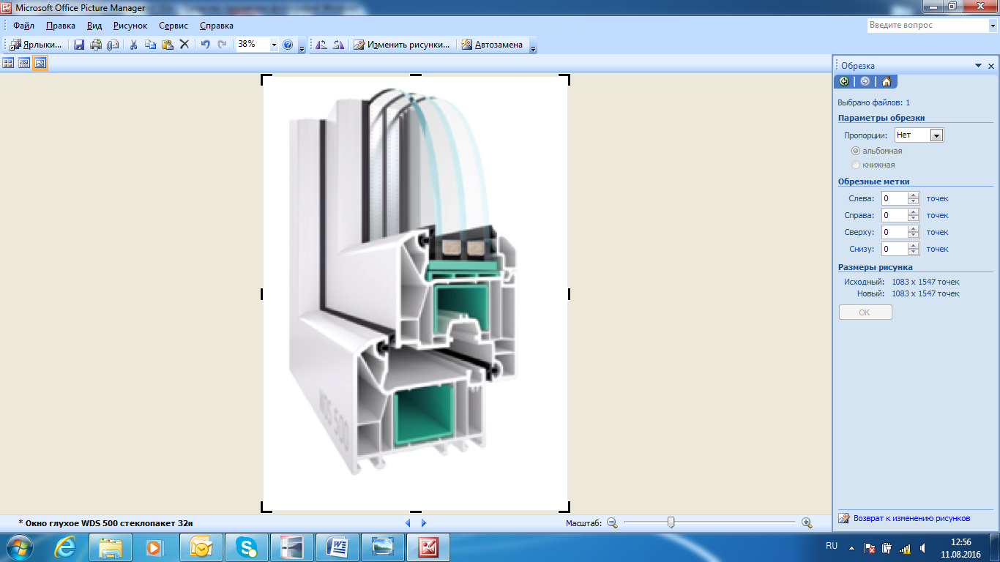 Microsoft Office Picture Manager
Файл Правка Вид Рисунок Сервис Справка
Введите вопрос
Ярлыки... 38% Изменить рисунки... Автозамена
Обрезка
Выбрано файлов: 1
Параметры обрезки
Пропорции: Нет
альбомная
книжная
Обрезные метки
Слева: 0 точек
Справа: 0 точек
Сверху: 0 точек
Снизу: 0 точек
Размеры рисунка
Исходный: 1083 x 1547 точек
Новый: 1083 x 1547 точек
OK
WDS 500
Возврат к изменению рисунков
* Окно глухое WDS 500 стеклопакет 32и
Масштаб:
RU
12:56
11.08.2016